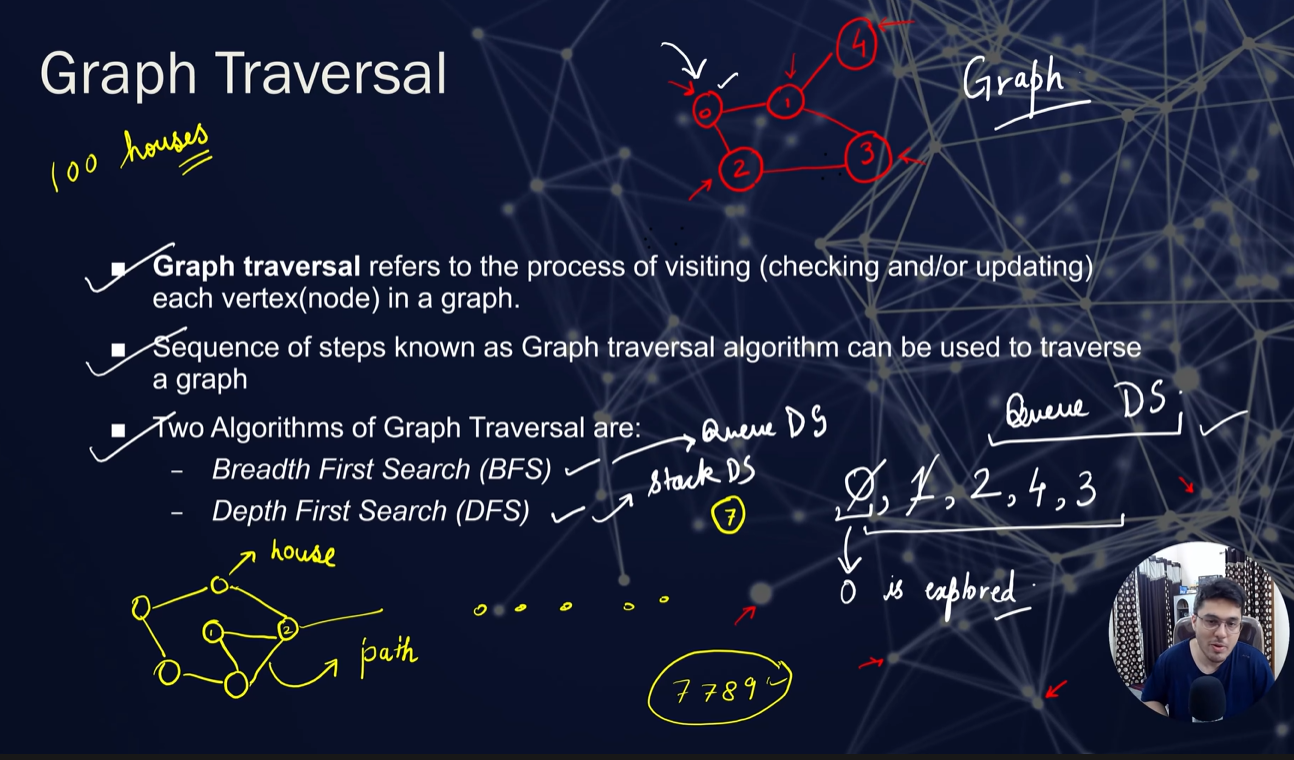 Graph Traversal
100 houses
4
0
1
2
3
Graph
■ Graph traversal refers to the process of visiting (checking and/or updating)
each vertex(node) in a graph.
■ Sequence of steps known as Graph traversal algorithm can be used to traverse
a graph
Queue DS
■ Two Algorithms of Graph Traversal are:
Queue DS
– Breadth First Search (BFS)
Stack DS
0, 1, 2, 4, 3
– Depth First Search (DFS)
7
house
0 is explored
1
2
path
7789